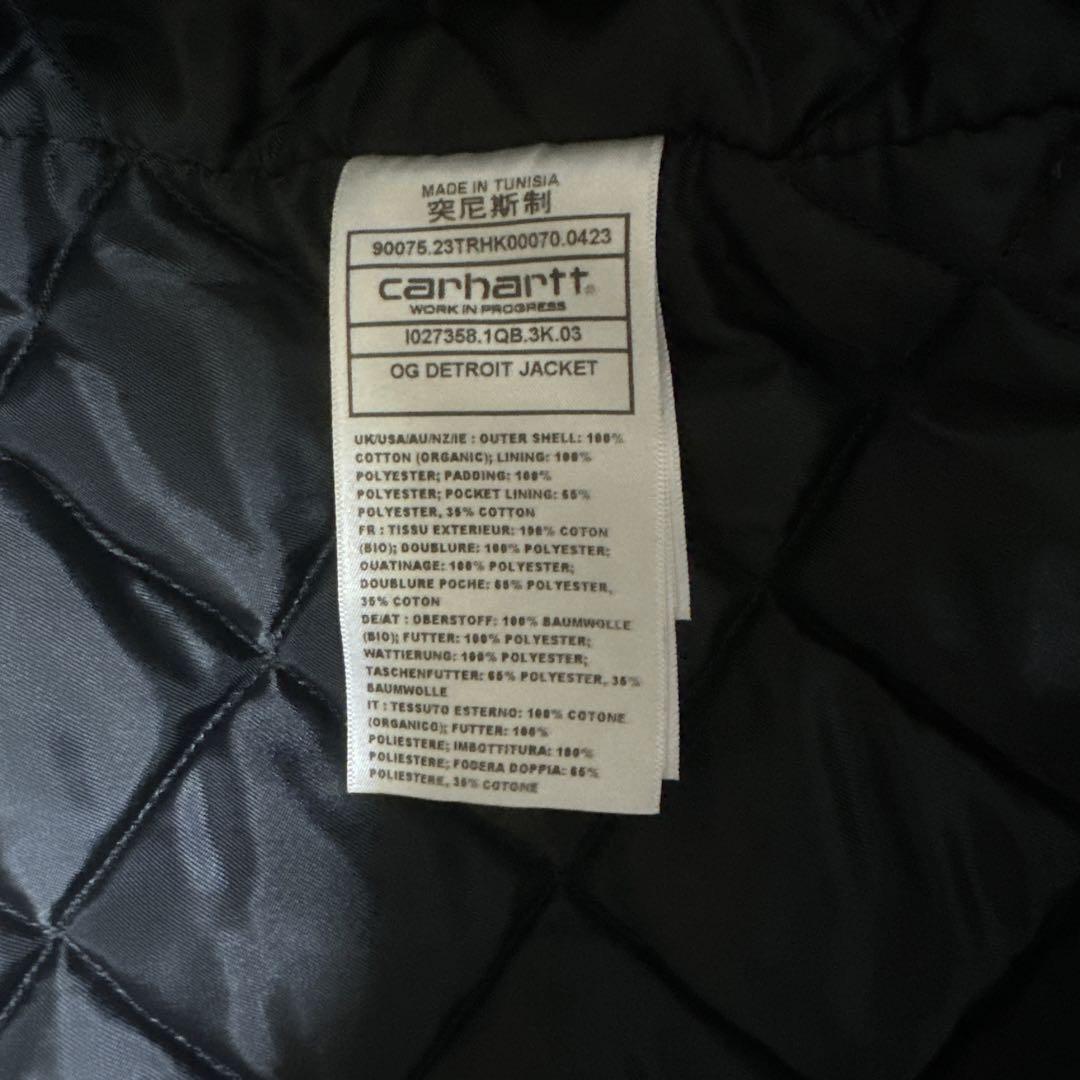 MADE IN TUNISIA
突尼斯制
90075.23TRHK00070.0423
carhartt®
WORK IN PROGRESS
I027358.1QB.3K.03
OG DETROIT JACKET
UK/USA/AU/NZ/IE : OUTER SHELL: 100%
COTTON (ORGANIC); LINING: 100%
POLYESTER; PADDING: 100%
POLYESTER; POCKET LINING: 65%
POLYESTER, 35% COTTON
FR : TISSU EXTERIEUR: 100% COTON
(BIO); DOUBLURE: 100% POLYESTER;
OUATINAGE: 100% POLYESTER;
DOUBLURE POCHE: 65% POLYESTER,
35% COTON
DE/AT : OBERSTOFF: 100% BAUMWOLLE
(BIO); FUTTER: 100% POLYESTER;
WATTIERUNG: 100% POLYESTER;
TASCHENFUTTER: 65% POLYESTER, 35%
BAUMWOLLE
IT : TESSUTO ESTERNO: 100% COTONE
(ORGANICO); FUTTER: 100%
POLIESTERE; IMBOTTITURA: 100%
POLIESTERE; FODERA DOPPIA: 65%
POLIESTERE, 35% COTONE